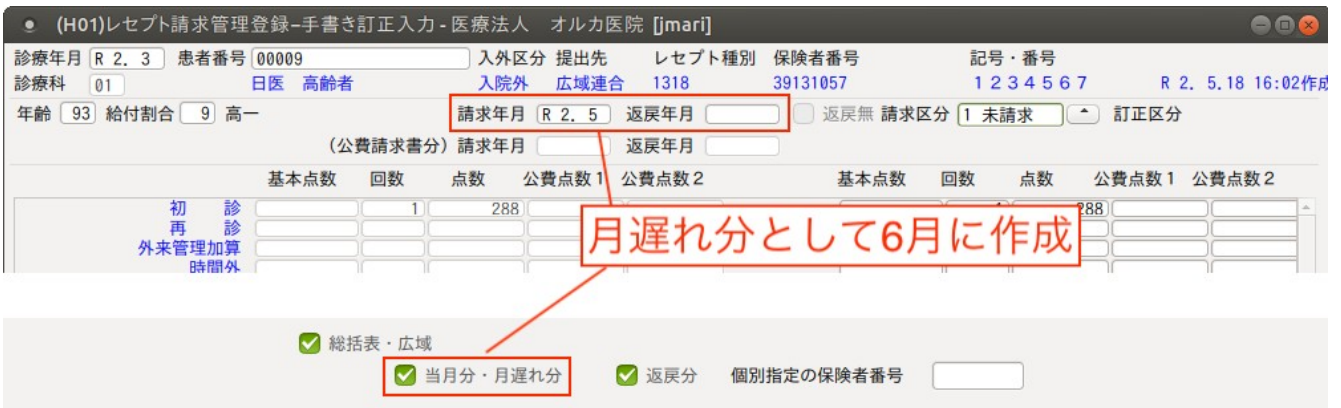 (H01)レセプト請求管理登録−手書き訂正入力 - 医療法人　オルカ医院 [jmari]
診療年月 R 2. 3 患者番号 00009 入外区分 提出先 レセプト種別 保険者番号 記号・番号
診療科 01 日医　高齢者 入院外 広域連合 1318 39131057 1 2 3 4 5 6 7 R 2. 5.18 16:02作成
年齢 93 給付割合 9 高一 請求年月 R 2. 5 返戻年月 返戻無 請求区分 1 未請求 訂正区分
（公費請求書分）請求年月 返戻年月
基本点数 回数 点数 公費点数1 公費点数2 基本点数 回数 点数 公費点数1 公費点数2
初　診 1 288 1 288
再　診
外来管理加算
時間外
月遅れ分として6月に作成
総括表・広域
当月分・月遅れ分 返戻分 個別指定の保険者番号